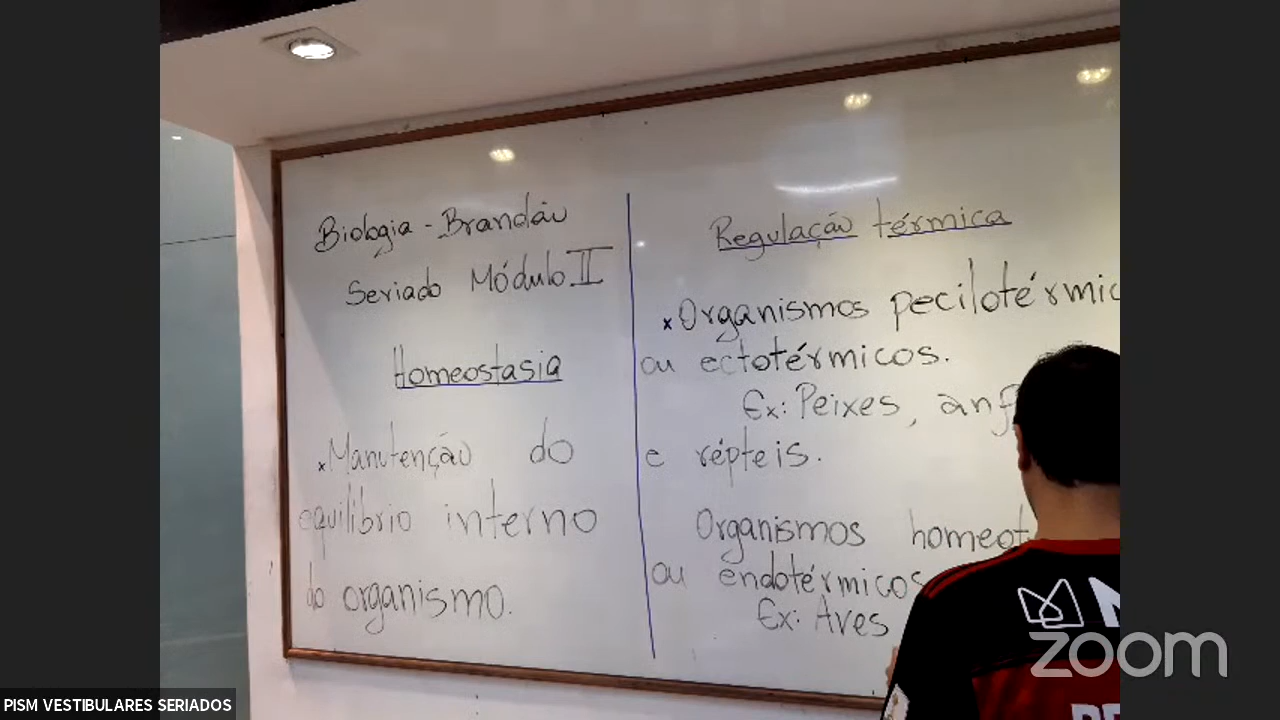 Biologia - Brandão
Seriado Módulo II
Homeostasia
x Manutenção do
equilíbrio interno
do organismo.
Regulação térmica
x Organismos pecilotérmic
ou ectotérmicos.
Ex: Peixes, anf
e répteis.
Organismos homeot
ou endotérmicos
Ex: Aves
zoom
PISM VESTIBULARES SERIADOS